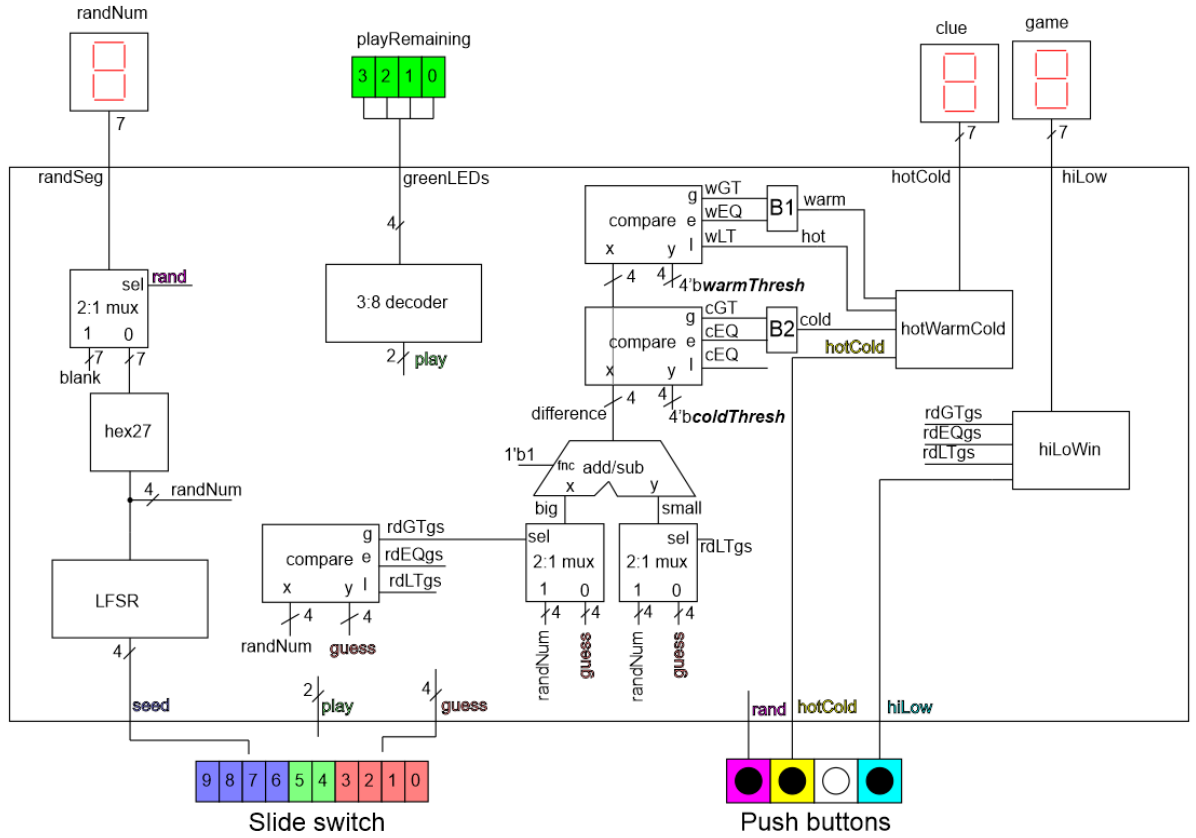 randNum
playRemaining
clue
game
3 2 1 0
7
7
7
randSeg
greenLEDs
hotCold
hiLow
4
wGT
g
wEQ
e
wLT
l
compare
x
y
B1
warm
hot
4
4
4'bwarmThresh
sel
rand
2:1 mux
1
0
7
7
blank
3:8 decoder
2
play
cGT
g
cEQ
e
cEQ
l
compare
x
y
B2
cold
hotCold
hotWarmCold
4
4
4'bcoldThresh
difference
hex27
4
randNum
1'b1
fnc
add/sub
x
y
big
small
rdGTgs
rdEQgs
rdLTgs
hiLoWin
LFSR
4
compare
g
e
l
x
y
rdGTgs
rdEQgs
rdLTgs
4
4
randNum
guess
sel
2:1 mux
1
0
4
4
randNum
guess
sel
rdLTgs
2:1 mux
1
0
4
4
randNum
guess
seed
2
play
4
guess
rand
hotCold
hiLow
9 8 7 6 5 4 3 2 1 0
Slide switch
Push buttons